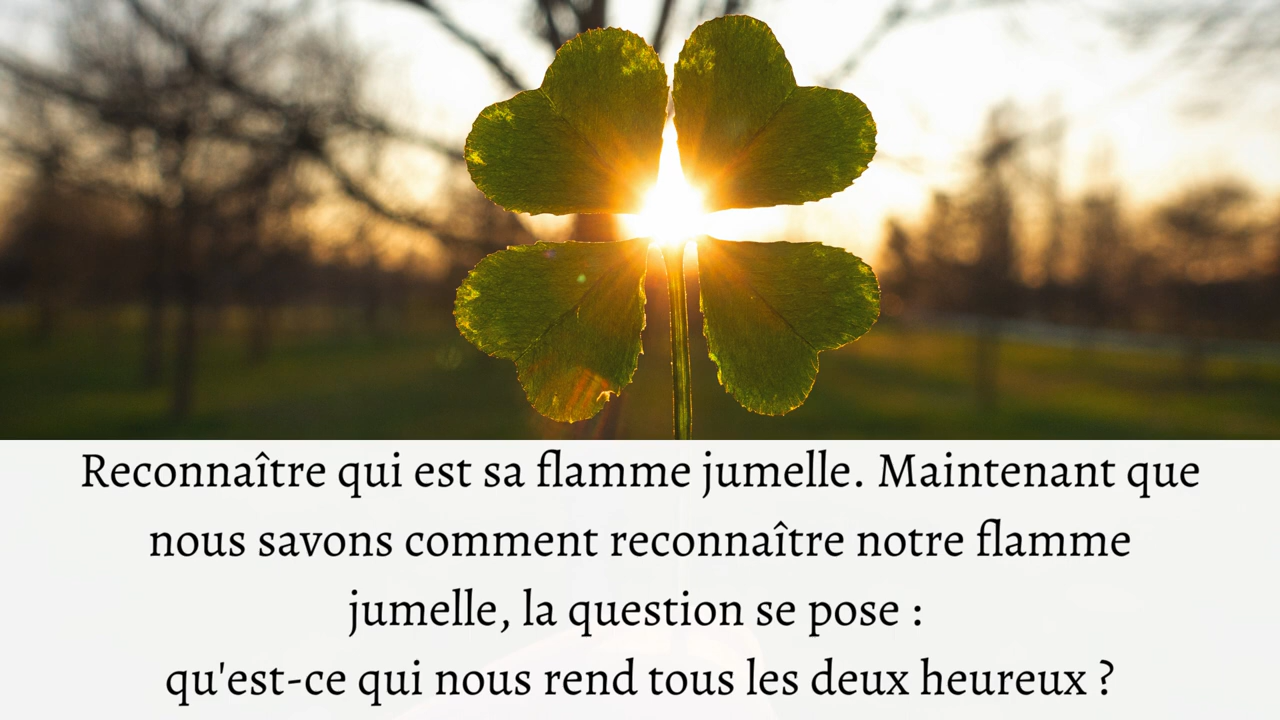 Reconnaître qui est sa flamme jumelle. Maintenant que
nous savons comment reconnaître notre flamme
jumelle, la question se pose :
qu'est-ce qui nous rend tous les deux heureux ?